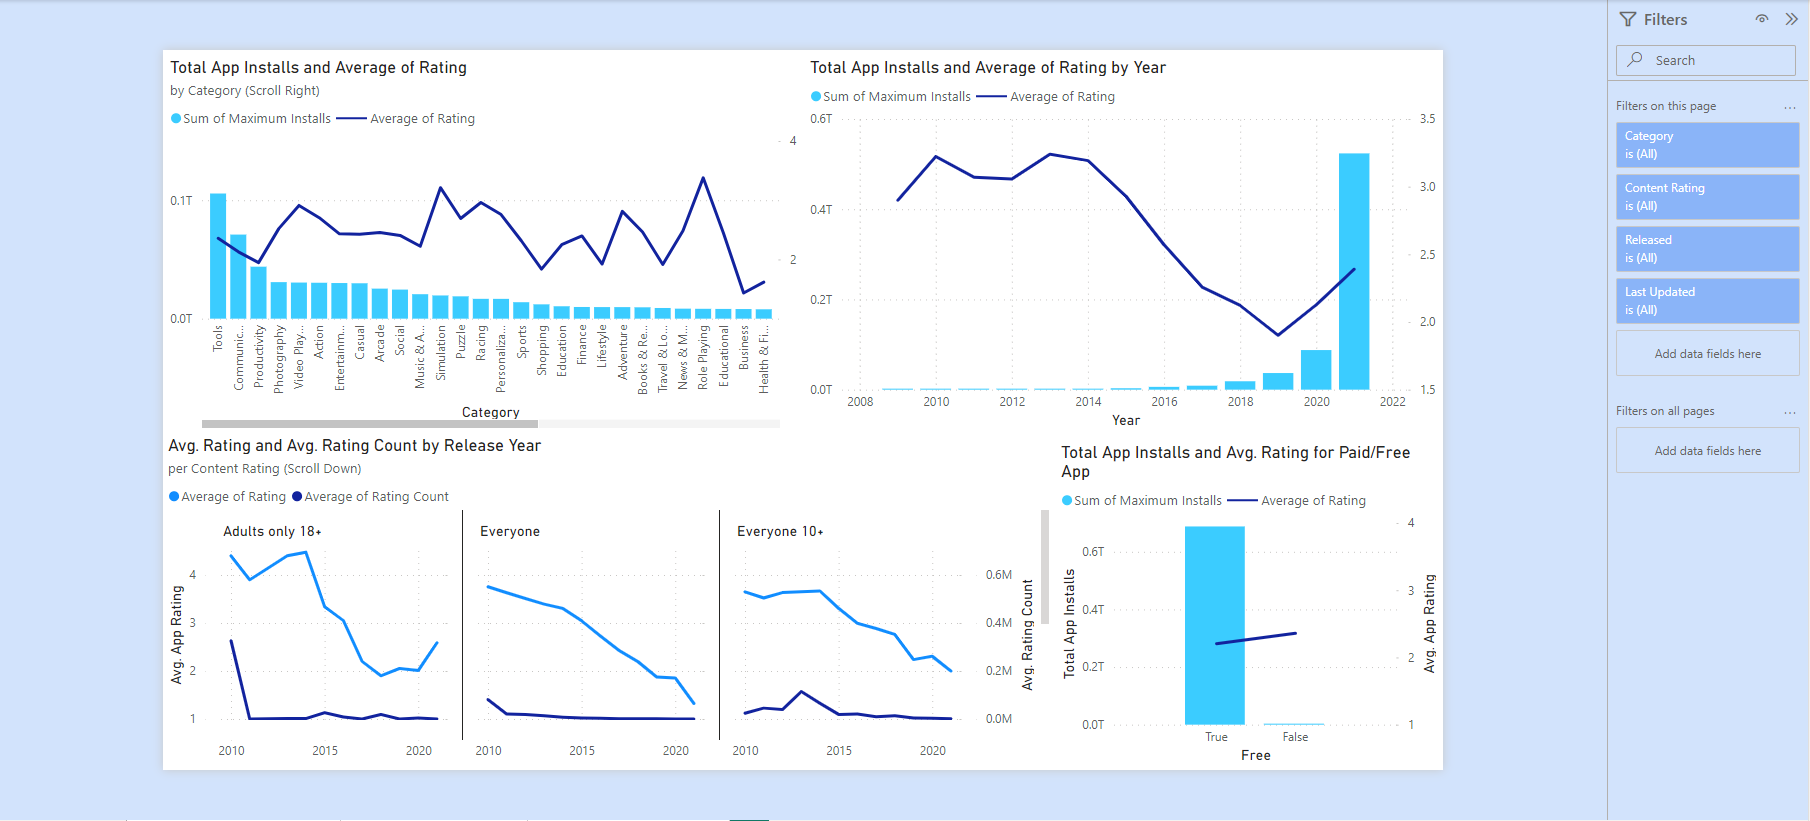 Total App Installs and Average of Rating
by Category (Scroll Right)
Sum of Maximum Installs Average of Rating
4
0.1T
2
0.0T
Tools
Communic...
Productivity
Photography
Video Play...
Action
Entertainm...
Casual
Arcade
Social
Music & A...
Simulation
Puzzle
Racing
Personaliza...
Sports
Shopping
Education
Finance
Lifestyle
Adventure
Books & Re...
Travel & Lo...
News & M...
Role Playing
Educational
Business
Health & Fi...
Category
Total App Installs and Average of Rating by Year
Sum of Maximum Installs Average of Rating
0.6T 3.5
3.0
0.4T
2.5
0.2T
2.0
0.0T 1.5
2008 2010 2012 2014 2016 2018 2020 2022
Year
Avg. Rating and Avg. Rating Count by Release Year
per Content Rating (Scroll Down)
Average of Rating Average of Rating Count
Adults only 18+ Everyone Everyone 10+
4 0.6M
3 0.4M
2 0.2M
1 0.0M
Avg. App Rating
Avg. Rating Count
2010 2015 2020 2010 2015 2020 2010 2015 2020
Total App Installs and Avg. Rating for Paid/Free
App
Sum of Maximum Installs Average of Rating
4
0.6T
3
0.4T
2
0.2T
0.0T 1
Total App Installs
Avg. App Rating
True False
Free
Filters
Search
Filters on this page ...
Category
is (All)
Content Rating
is (All)
Released
is (All)
Last Updated
is (All)
Add data fields here
Filters on all pages ...
Add data fields here